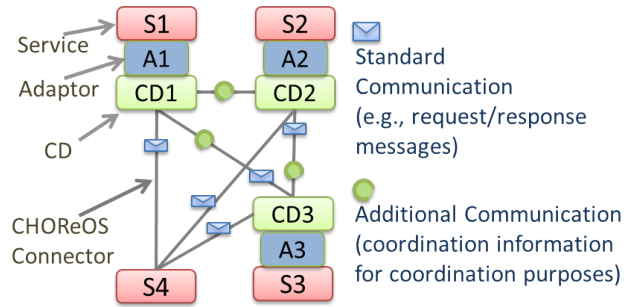 S1
S2
Service
A1
A2
Standard
Communication
(e.g., request/response
messages)
Adaptor
CD1
CD2
CD
CHOReOS
Connector
CD3
A3
S4
S3
Additional Communication
(coordination information
for coordination purposes)